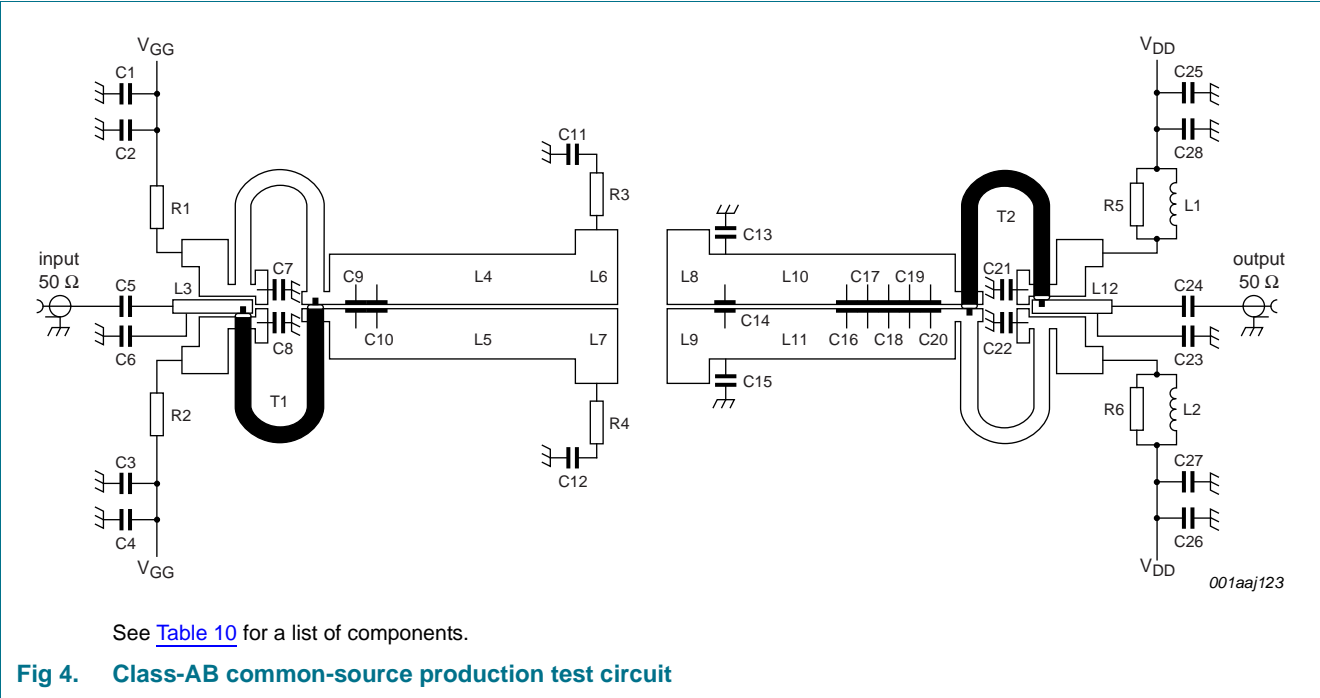 VGG
C1
C2
R1
input
50 Ω
C5
L3
C6
R2
C3
C4
VGG
C7
C8
T1
C9
C10
L4
L5
C11
R3
L6
L7
R4
C12
L8
L9
C13
C14
C15
L10
L11
C17 C19
C16 C18 C20
T2
C21
C22
VDD
C25
C28
R5
L1
L12
C24
output
50 Ω
C23
R6
L2
C27
C26
VDD
001aaj123
See Table 10 for a list of components.
Fig 4. Class-AB common-source production test circuit